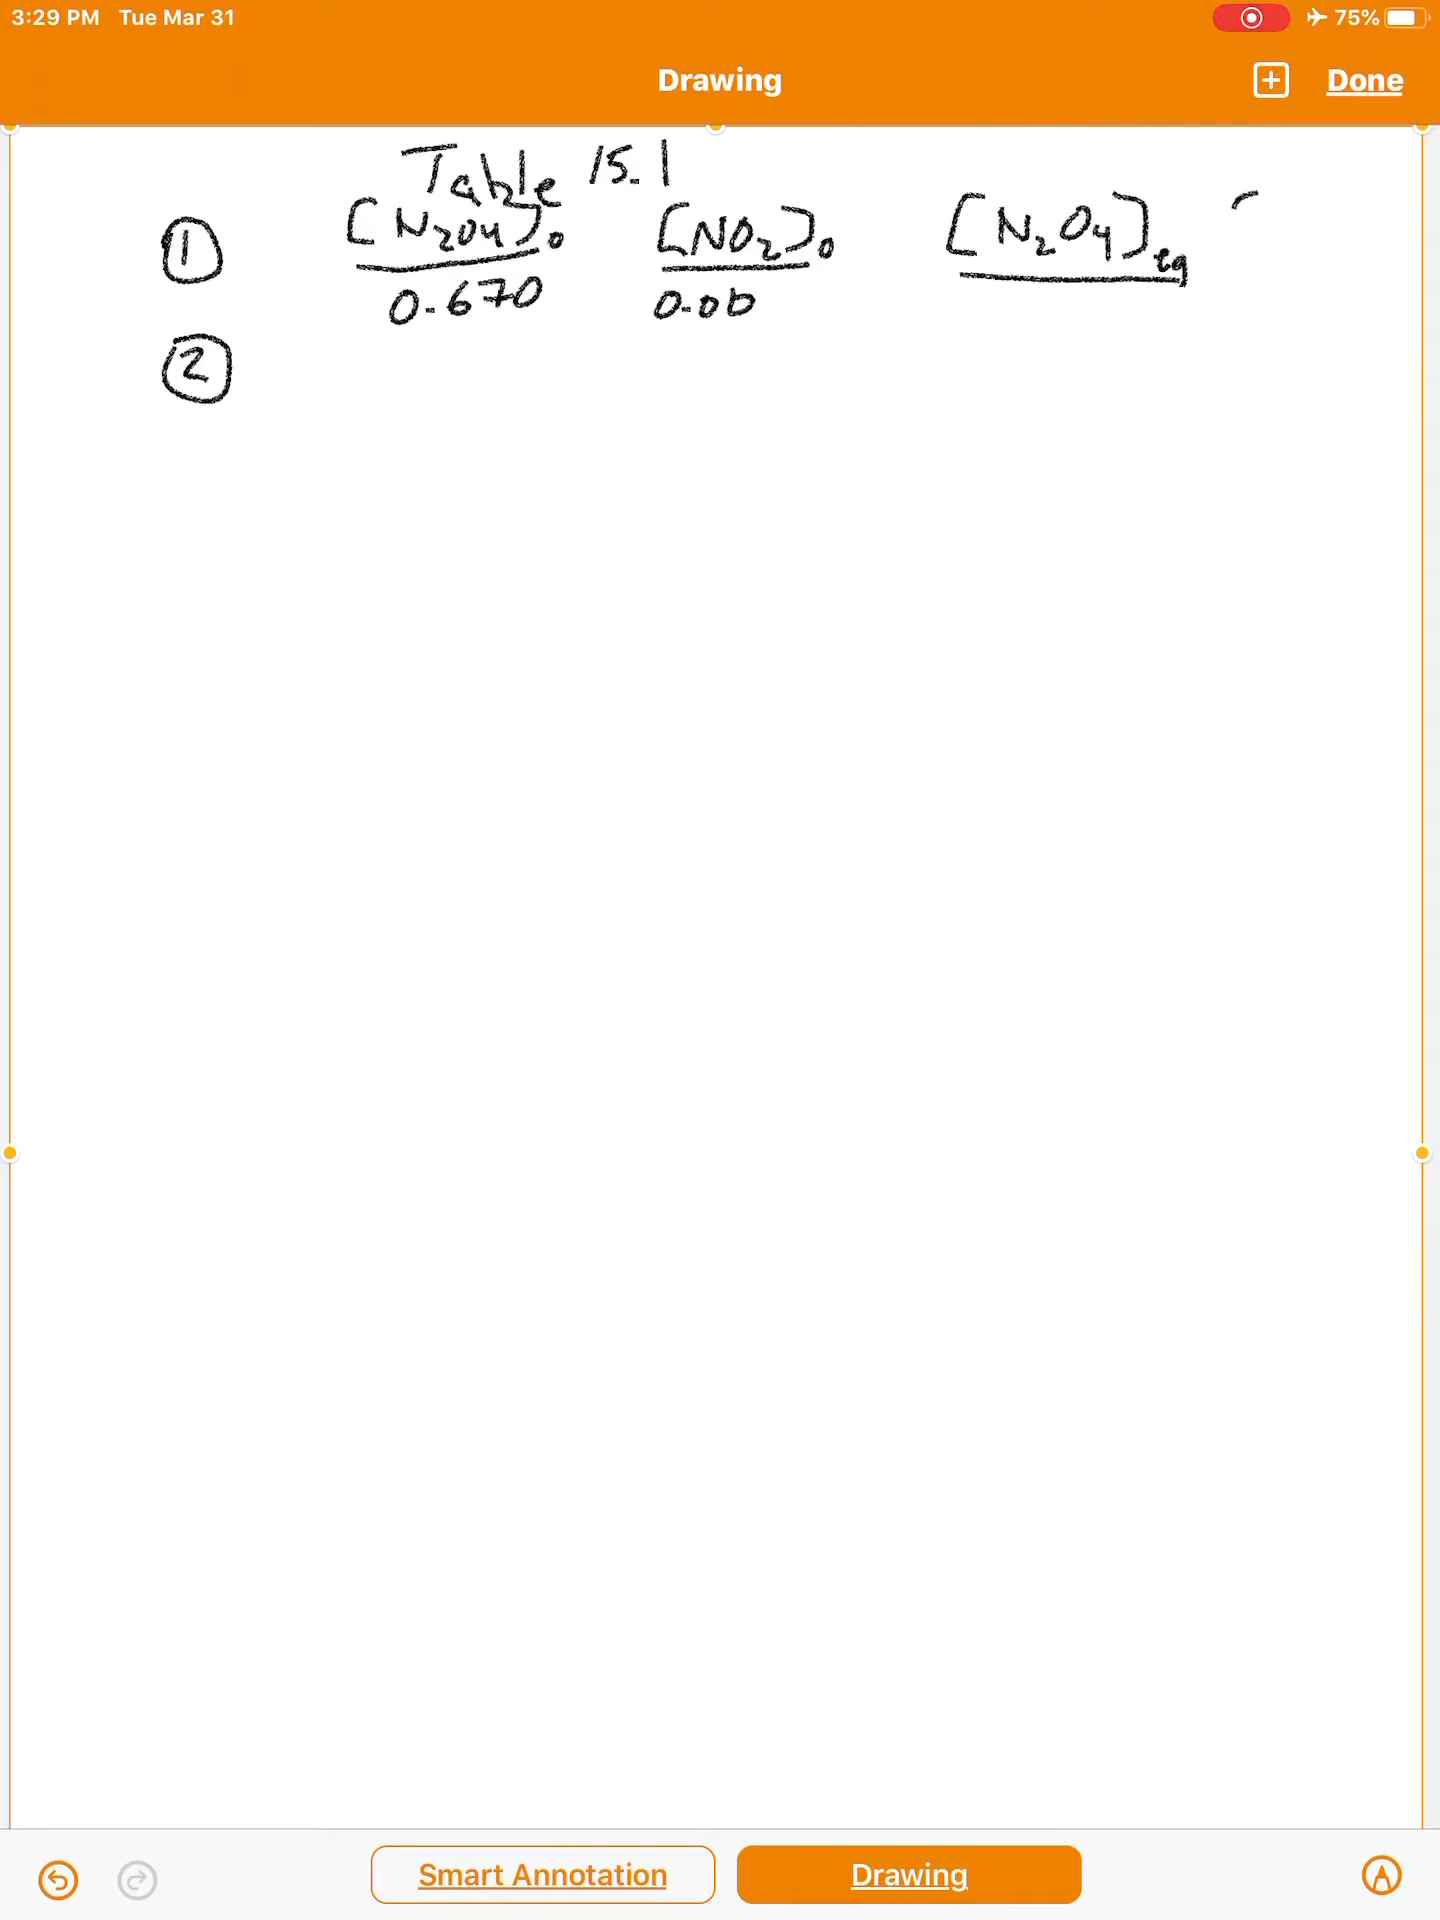 3:29 PM Tue Mar 31 75%
Drawing Done
Table 15.1
① [N₂O₄]₀ [NO₂]₀ [N₂O₄]eq
0.670 0.00
②
Smart Annotation Drawing